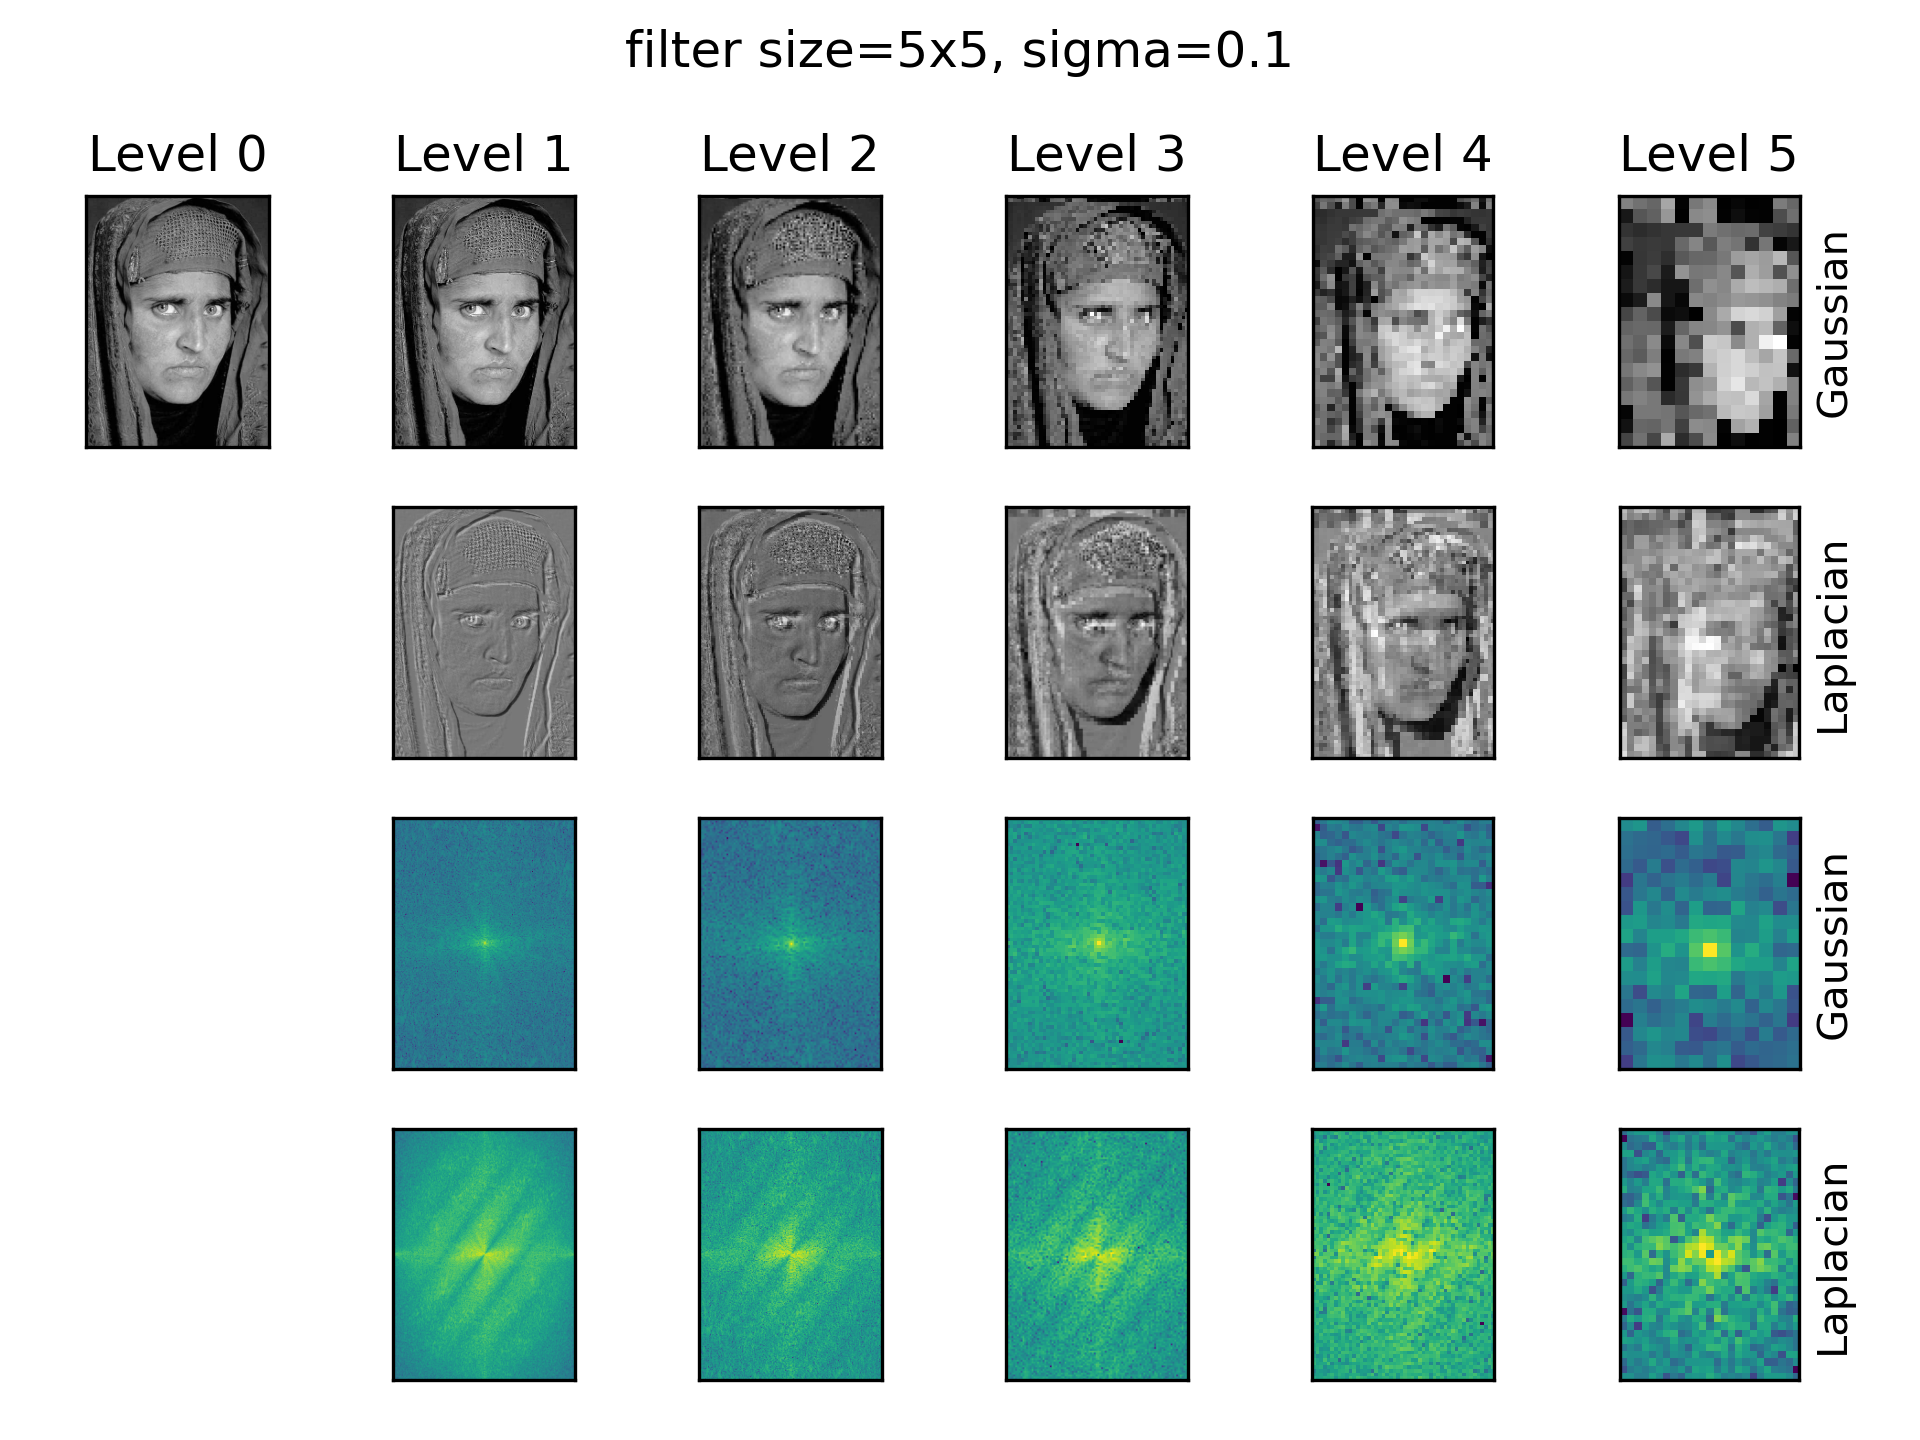 filter size=5x5, sigma=0.1
Level 0 Level 1 Level 2 Level 3 Level 4 Level 5
Gaussian
Laplacian
Gaussian
Laplacian